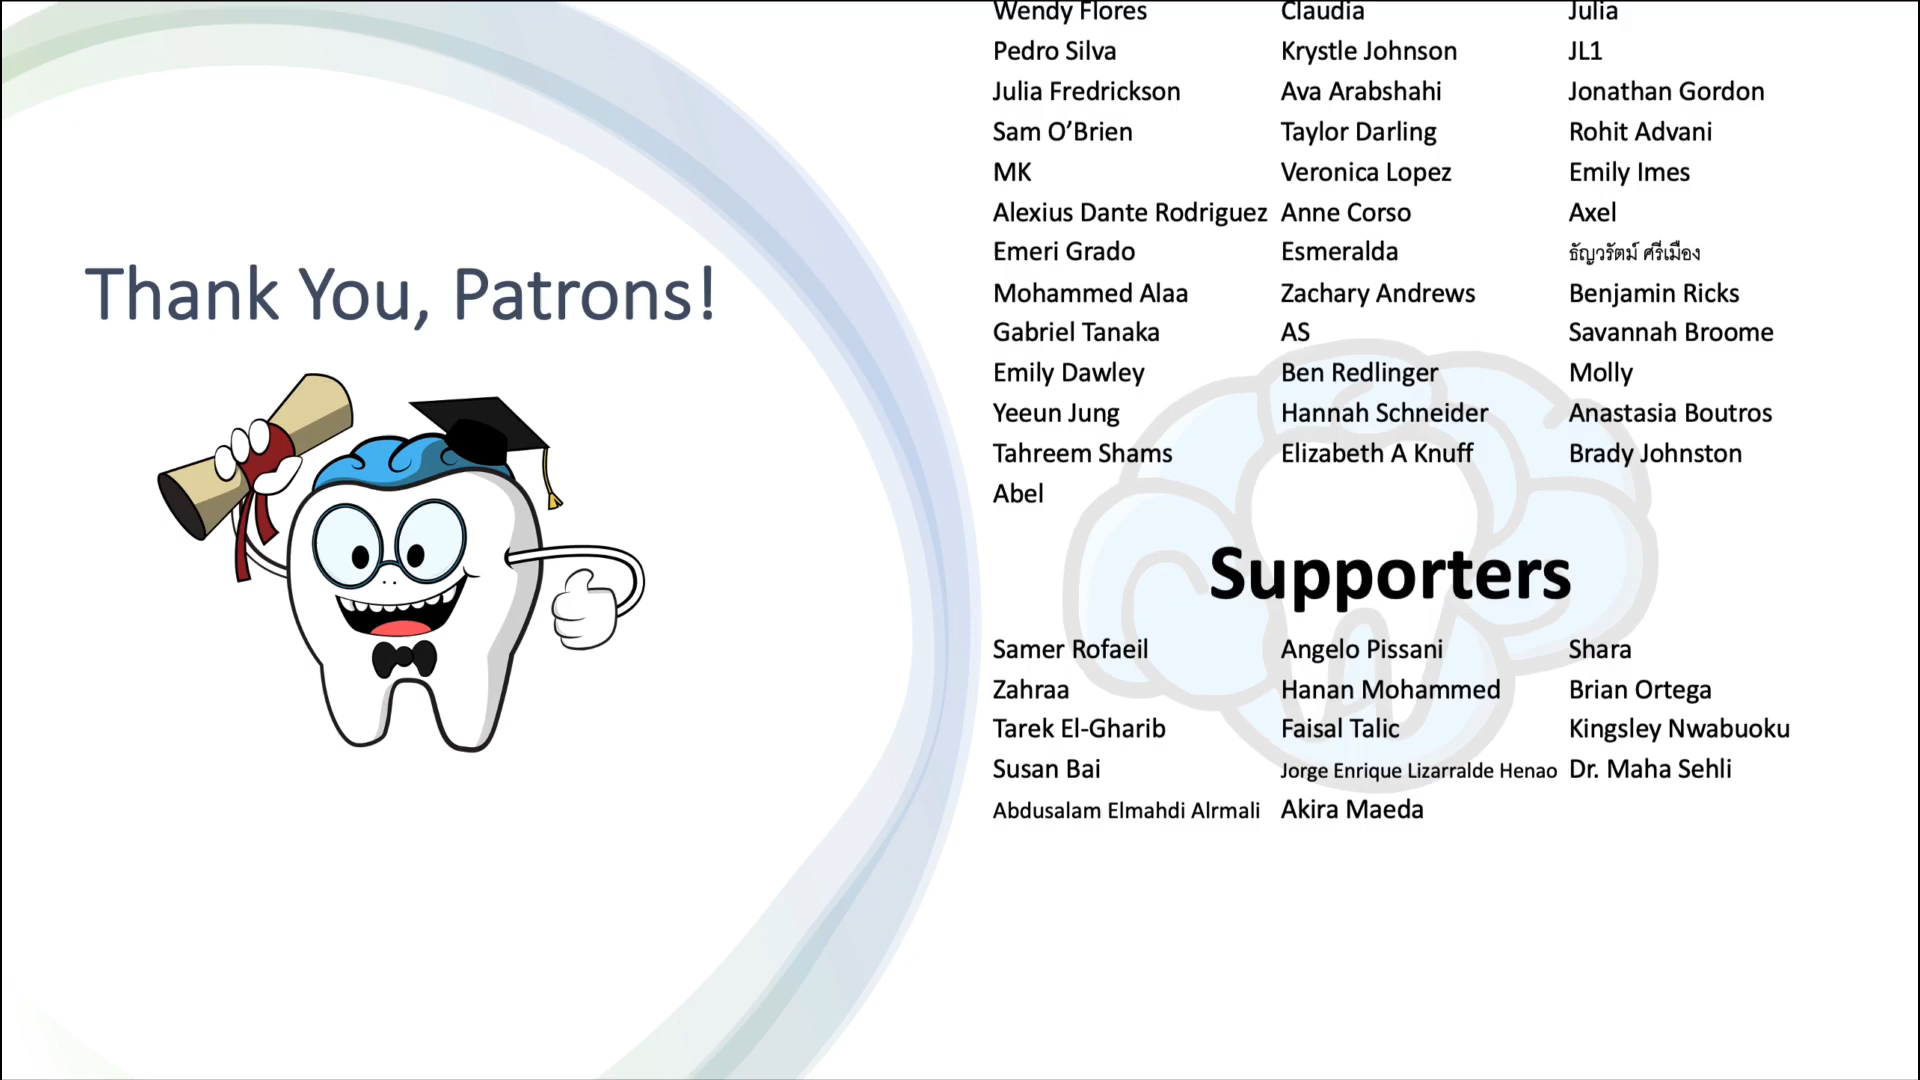 Thank You, Patrons!
Wendy Flores Claudia Julia
Pedro Silva Krystle Johnson JL1
Julia Fredrickson Ava Arabshahi Jonathan Gordon
Sam O’Brien Taylor Darling Rohit Advani
MK Veronica Lopez Emily Imes
Alexius Dante Rodriguez Anne Corso Axel
Emeri Grado Esmeralda ธัญวรัตม์ ศรีเมือง
Mohammed Alaa Zachary Andrews Benjamin Ricks
Gabriel Tanaka AS Savannah Broome
Emily Dawley Ben Redlinger Molly
Yeeun Jung Hannah Schneider Anastasia Boutros
Tahreem Shams Elizabeth A Knuff Brady Johnston
Abel
Supporters
Samer Rofaeil Angelo Pissani Shara
Zahraa Hanan Mohammed Brian Ortega
Tarek El-Gharib Faisal Talic Kingsley Nwabuoku
Susan Bai Jorge Enrique Lizarralde Henao Dr. Maha Sehli
Abdusalam Elmahdi Alrmali Akira Maeda